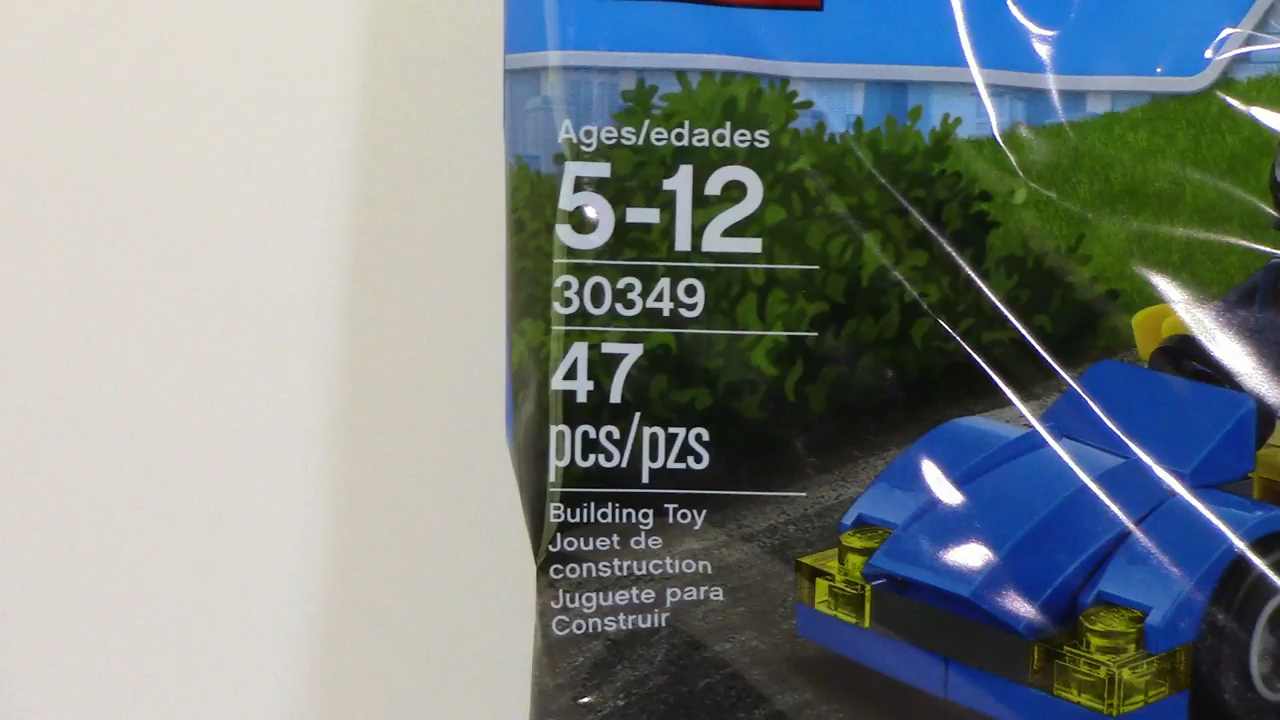 Ages/edades
5-12
30349
47
pcs/pzs
Building Toy
Jouet de
construction
Juguete para
Construir